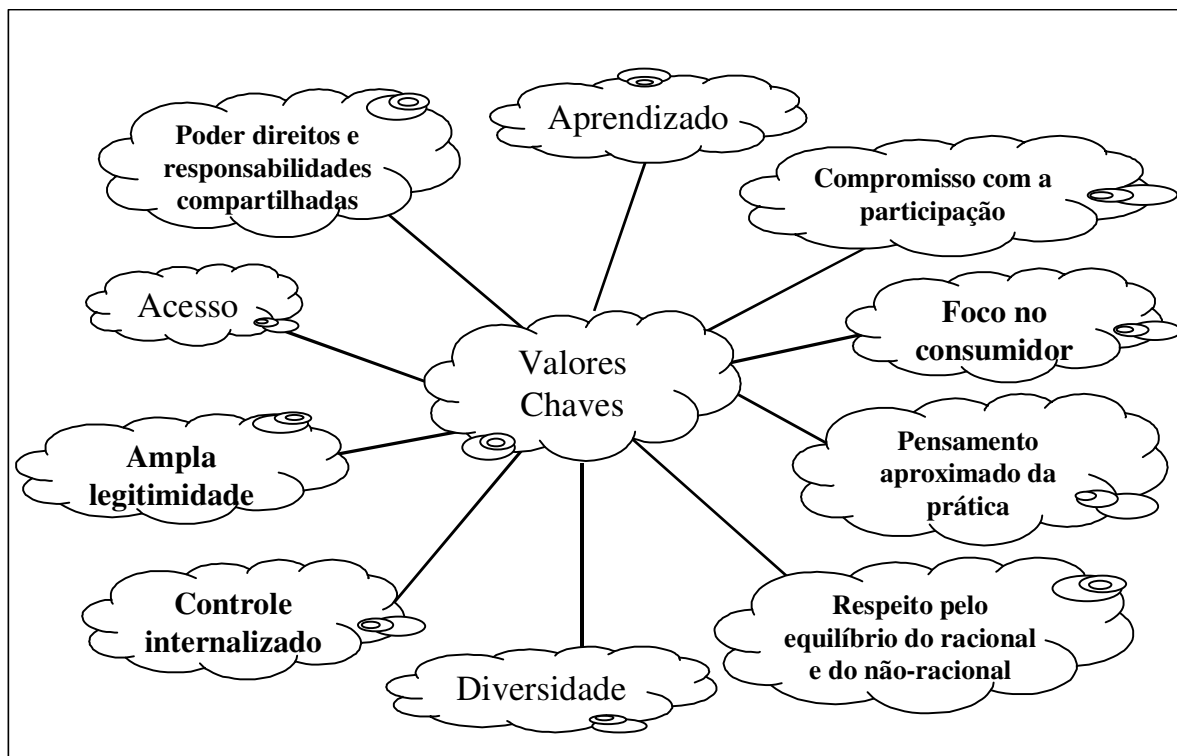 Poder direitos e
responsabilidades
compartilhadas
Aprendizado
Compromisso com a
participação
Acesso
Foco no
consumidor
Valores
Chaves
Ampla
legitimidade
Pensamento
aproximado da
prática
Controle
internalizado
Respeito pelo
equilíbrio do racional
e do não-racional
Diversidade